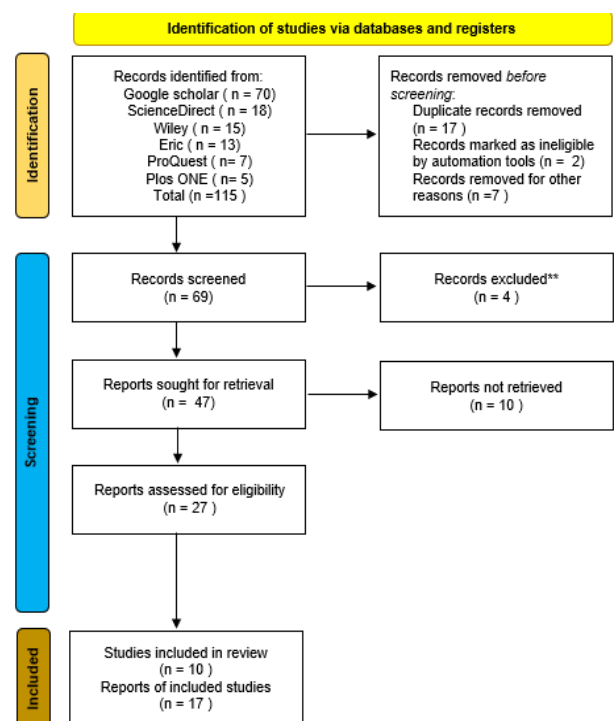 Identification of studies via databases and registers
Identification
Records identified from:
Google scholar ( n = 70)
ScienceDirect ( n = 18)
Wiley ( n = 15)
Eric ( n = 13)
ProQuest ( n= 7)
Plos ONE ( n= 5)
Total (n =115 )
Records removed before
screening:
Duplicate records removed
(n = 17 )
Records marked as ineligible
by automation tools (n =  2)
Records removed for other
reasons (n =7 )
Screening
Records screened
(n = 69)
Records excluded**
(n = 4 )
Reports sought for retrieval
(n =  47)
Reports not retrieved
(n = 10 )
Reports assessed for eligibility
(n = 27 )
Included
Studies included in review
(n = 10 )
Reports of included studies
(n = 17 )